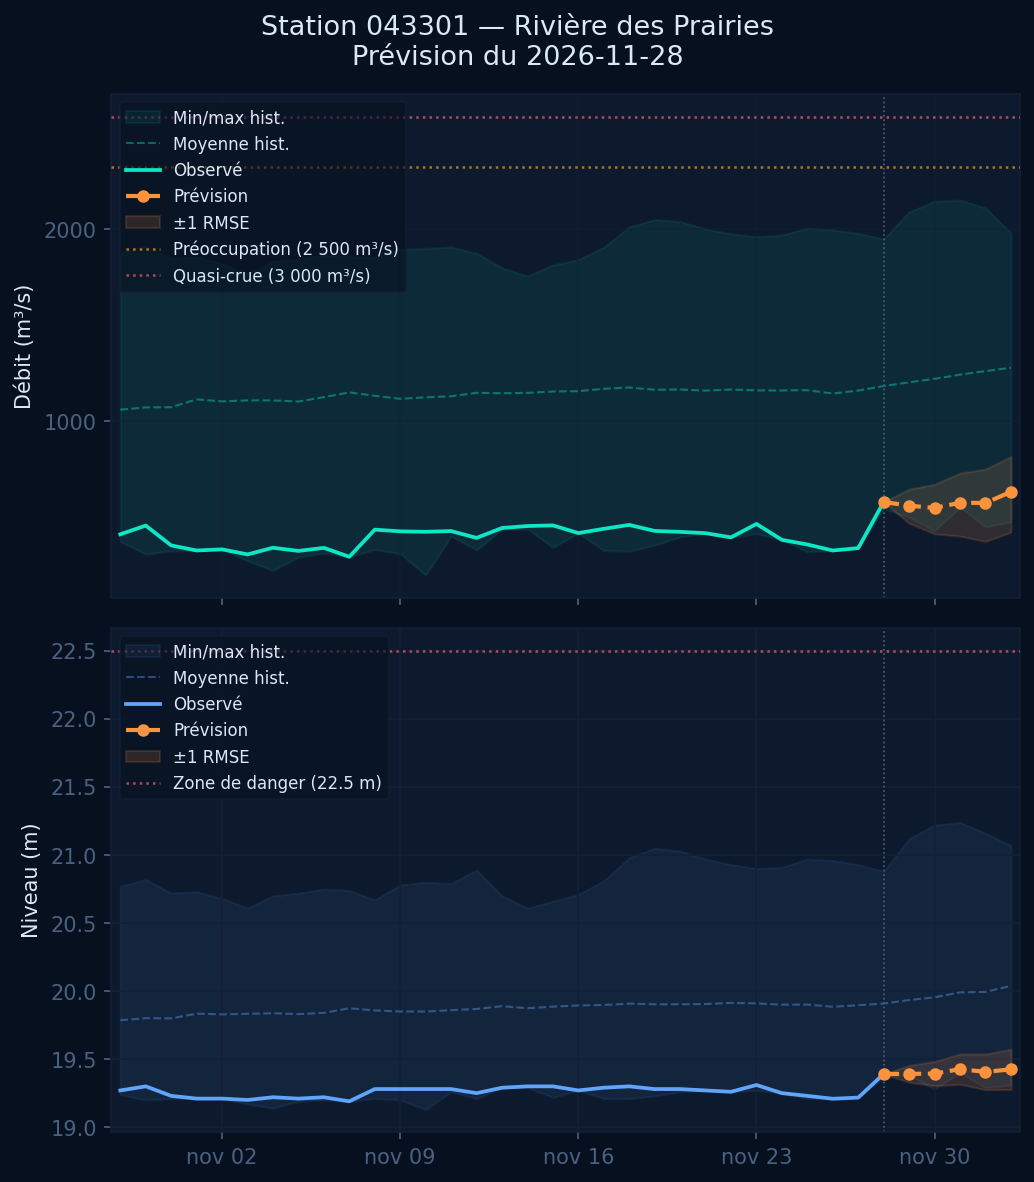 Station 043301 — Rivière des Prairies
Prévision du 2026-11-28
Min/max hist.
Moyenne hist.
Observé
Prévision
±1 RMSE
Préoccupation (2 500 m³/s)
Quasi-crue (3 000 m³/s)
2000
1000
Débit (m³/s)
Min/max hist.
Moyenne hist.
Observé
Prévision
±1 RMSE
Zone de danger (22.5 m)
22.5
22.0
21.5
21.0
20.5
20.0
19.5
19.0
Niveau (m)
nov 02
nov 09
nov 16
nov 23
nov 30